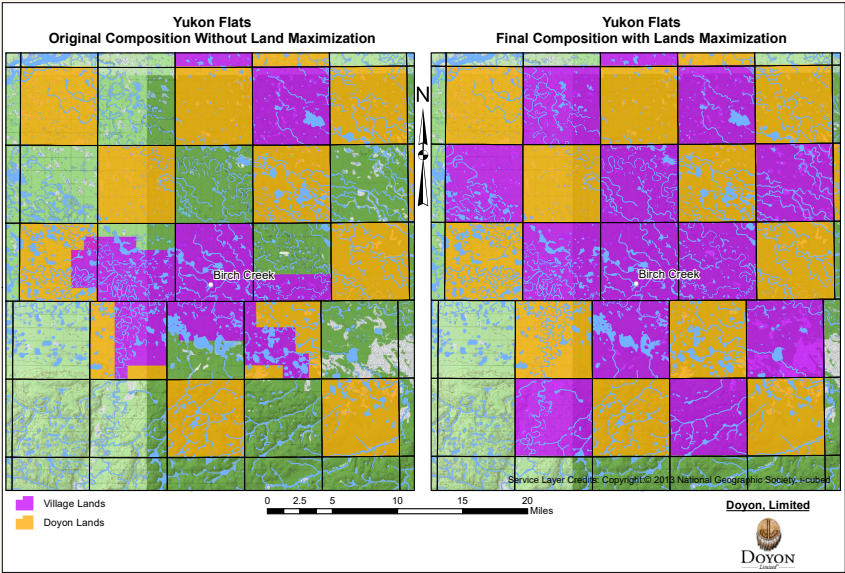 Yukon Flats
Original Composition Without Land Maximization
Yukon Flats
Final Composition with Lands Maximization
N
Birch Creek
Birch Creek
Service Layer Credits: Copyright:© 2013 National Geographic Society, i-cubed
Village Lands
Doyon Lands
0 2.5 5 10 15 20
Miles
Doyon, Limited
DOYON
Limited